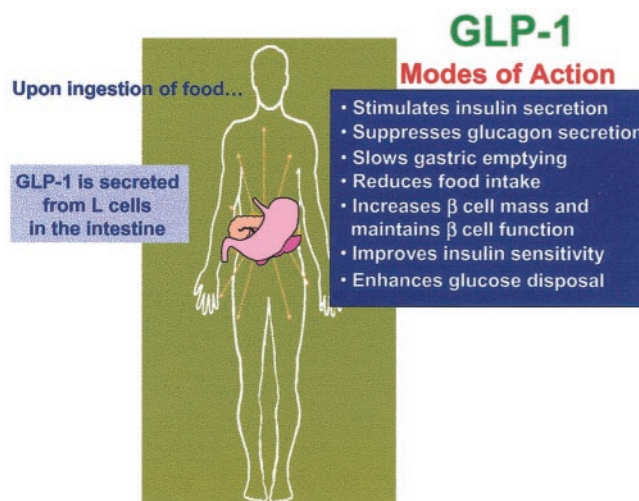 GLP-1
Modes of Action
Upon ingestion of food...
GLP-1 is secreted
from L cells
in the intestine
• Stimulates insulin secretion
• Suppresses glucagon secretion
• Slows gastric emptying
• Reduces food intake
• Increases β cell mass and
maintains β cell function
• Improves insulin sensitivity
• Enhances glucose disposal